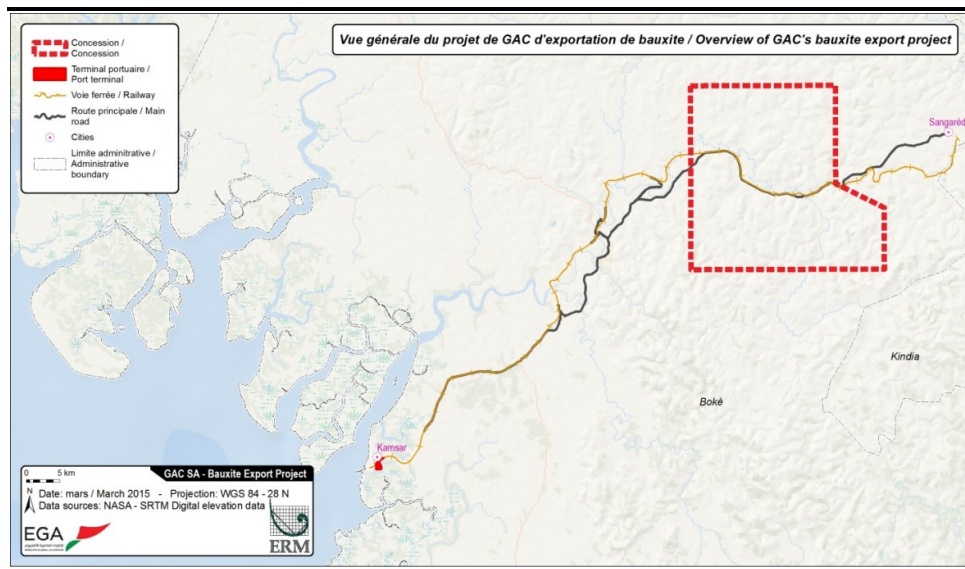 Vue générale du projet de GAC d'exportation de bauxite / Overview of GAC's bauxite export project
Concession /
Concession
Terminal portuaire /
Port terminal
Voie ferrée / Railway
Route principale / Main
road
Cities
Limite adminitrative /
Administrative
boundary
Sangaréd
Kindia
Boké
Kamsar
0 5 km
GAC SA - Bauxite Export Project
N
Date: mars / March 2015 - Projection: WGS 84 - 28 N
Data sources: NASA - SRTM Digital elevation data
EGA
ERM